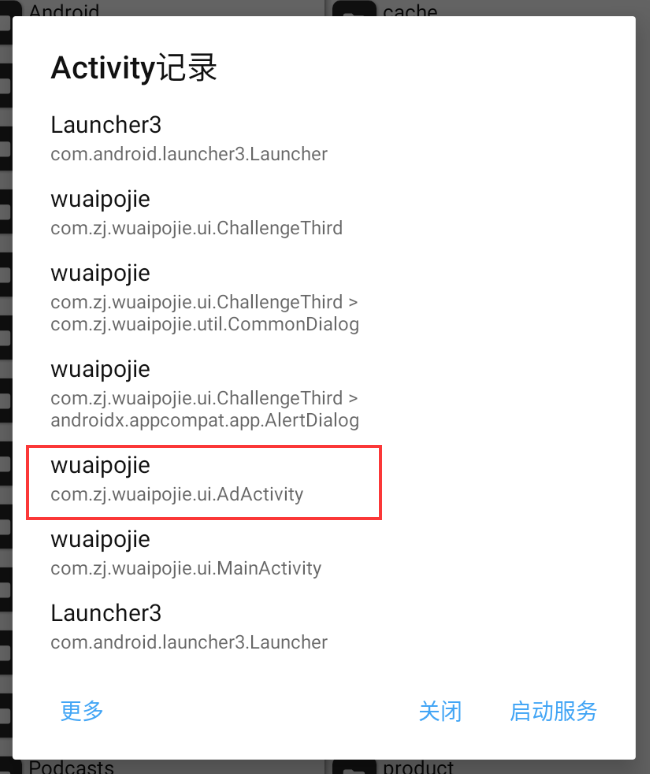 Android
cache
Activity记录
Launcher3
com.android.launcher3.Launcher
wuaipojie
com.zj.wuaipojie.ui.ChallengeThird
wuaipojie
com.zj.wuaipojie.ui.ChallengeThird >
com.zj.wuaipojie.util.CommonDialog
wuaipojie
com.zj.wuaipojie.ui.ChallengeThird >
androidx.appcompat.app.AlertDialog
wuaipojie
com.zj.wuaipojie.ui.AdActivity
wuaipojie
com.zj.wuaipojie.ui.MainActivity
Launcher3
com.android.launcher3.Launcher
更多
关闭
启动服务
Podcasts
product